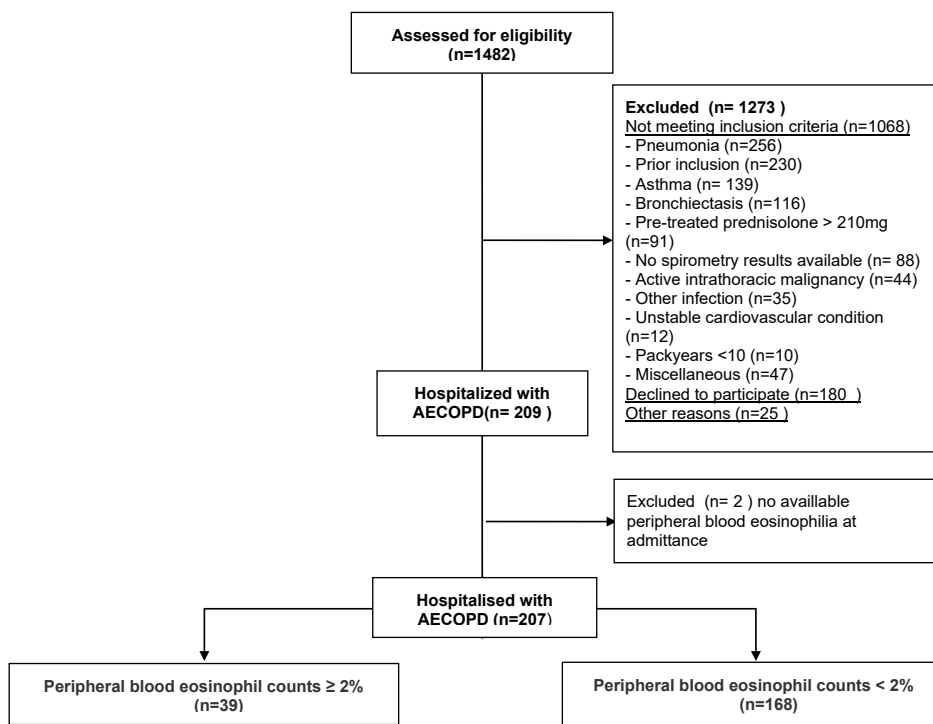 Assessed for eligibility
(n=1482)
Excluded  (n= 1273 )
Not meeting inclusion criteria (n=1068)
- Pneumonia (n=256)
- Prior inclusion (n=230)
- Asthma (n= 139)
- Bronchiectasis (n=116)
- Pre-treated prednisolone > 210mg
(n=91)
- No spirometry results available (n= 88)
- Active intrathoracic malignancy (n=44)
- Other infection (n=35)
- Unstable cardiovascular condition
(n=12)
- Packyears <10 (n=10)
- Miscellaneous (n=47)
Declined to participate (n=180  )
Other reasons (n=25 )
Hospitalized with
AECOPD(n= 209 )
Excluded  (n= 2 ) no availlable
peripheral blood eosinophilia at
admittance
Hospitalised with
AECOPD (n=207)
Peripheral blood eosinophil counts ≥ 2%
(n=39)
Peripheral blood eosinophil counts < 2%
(n=168)